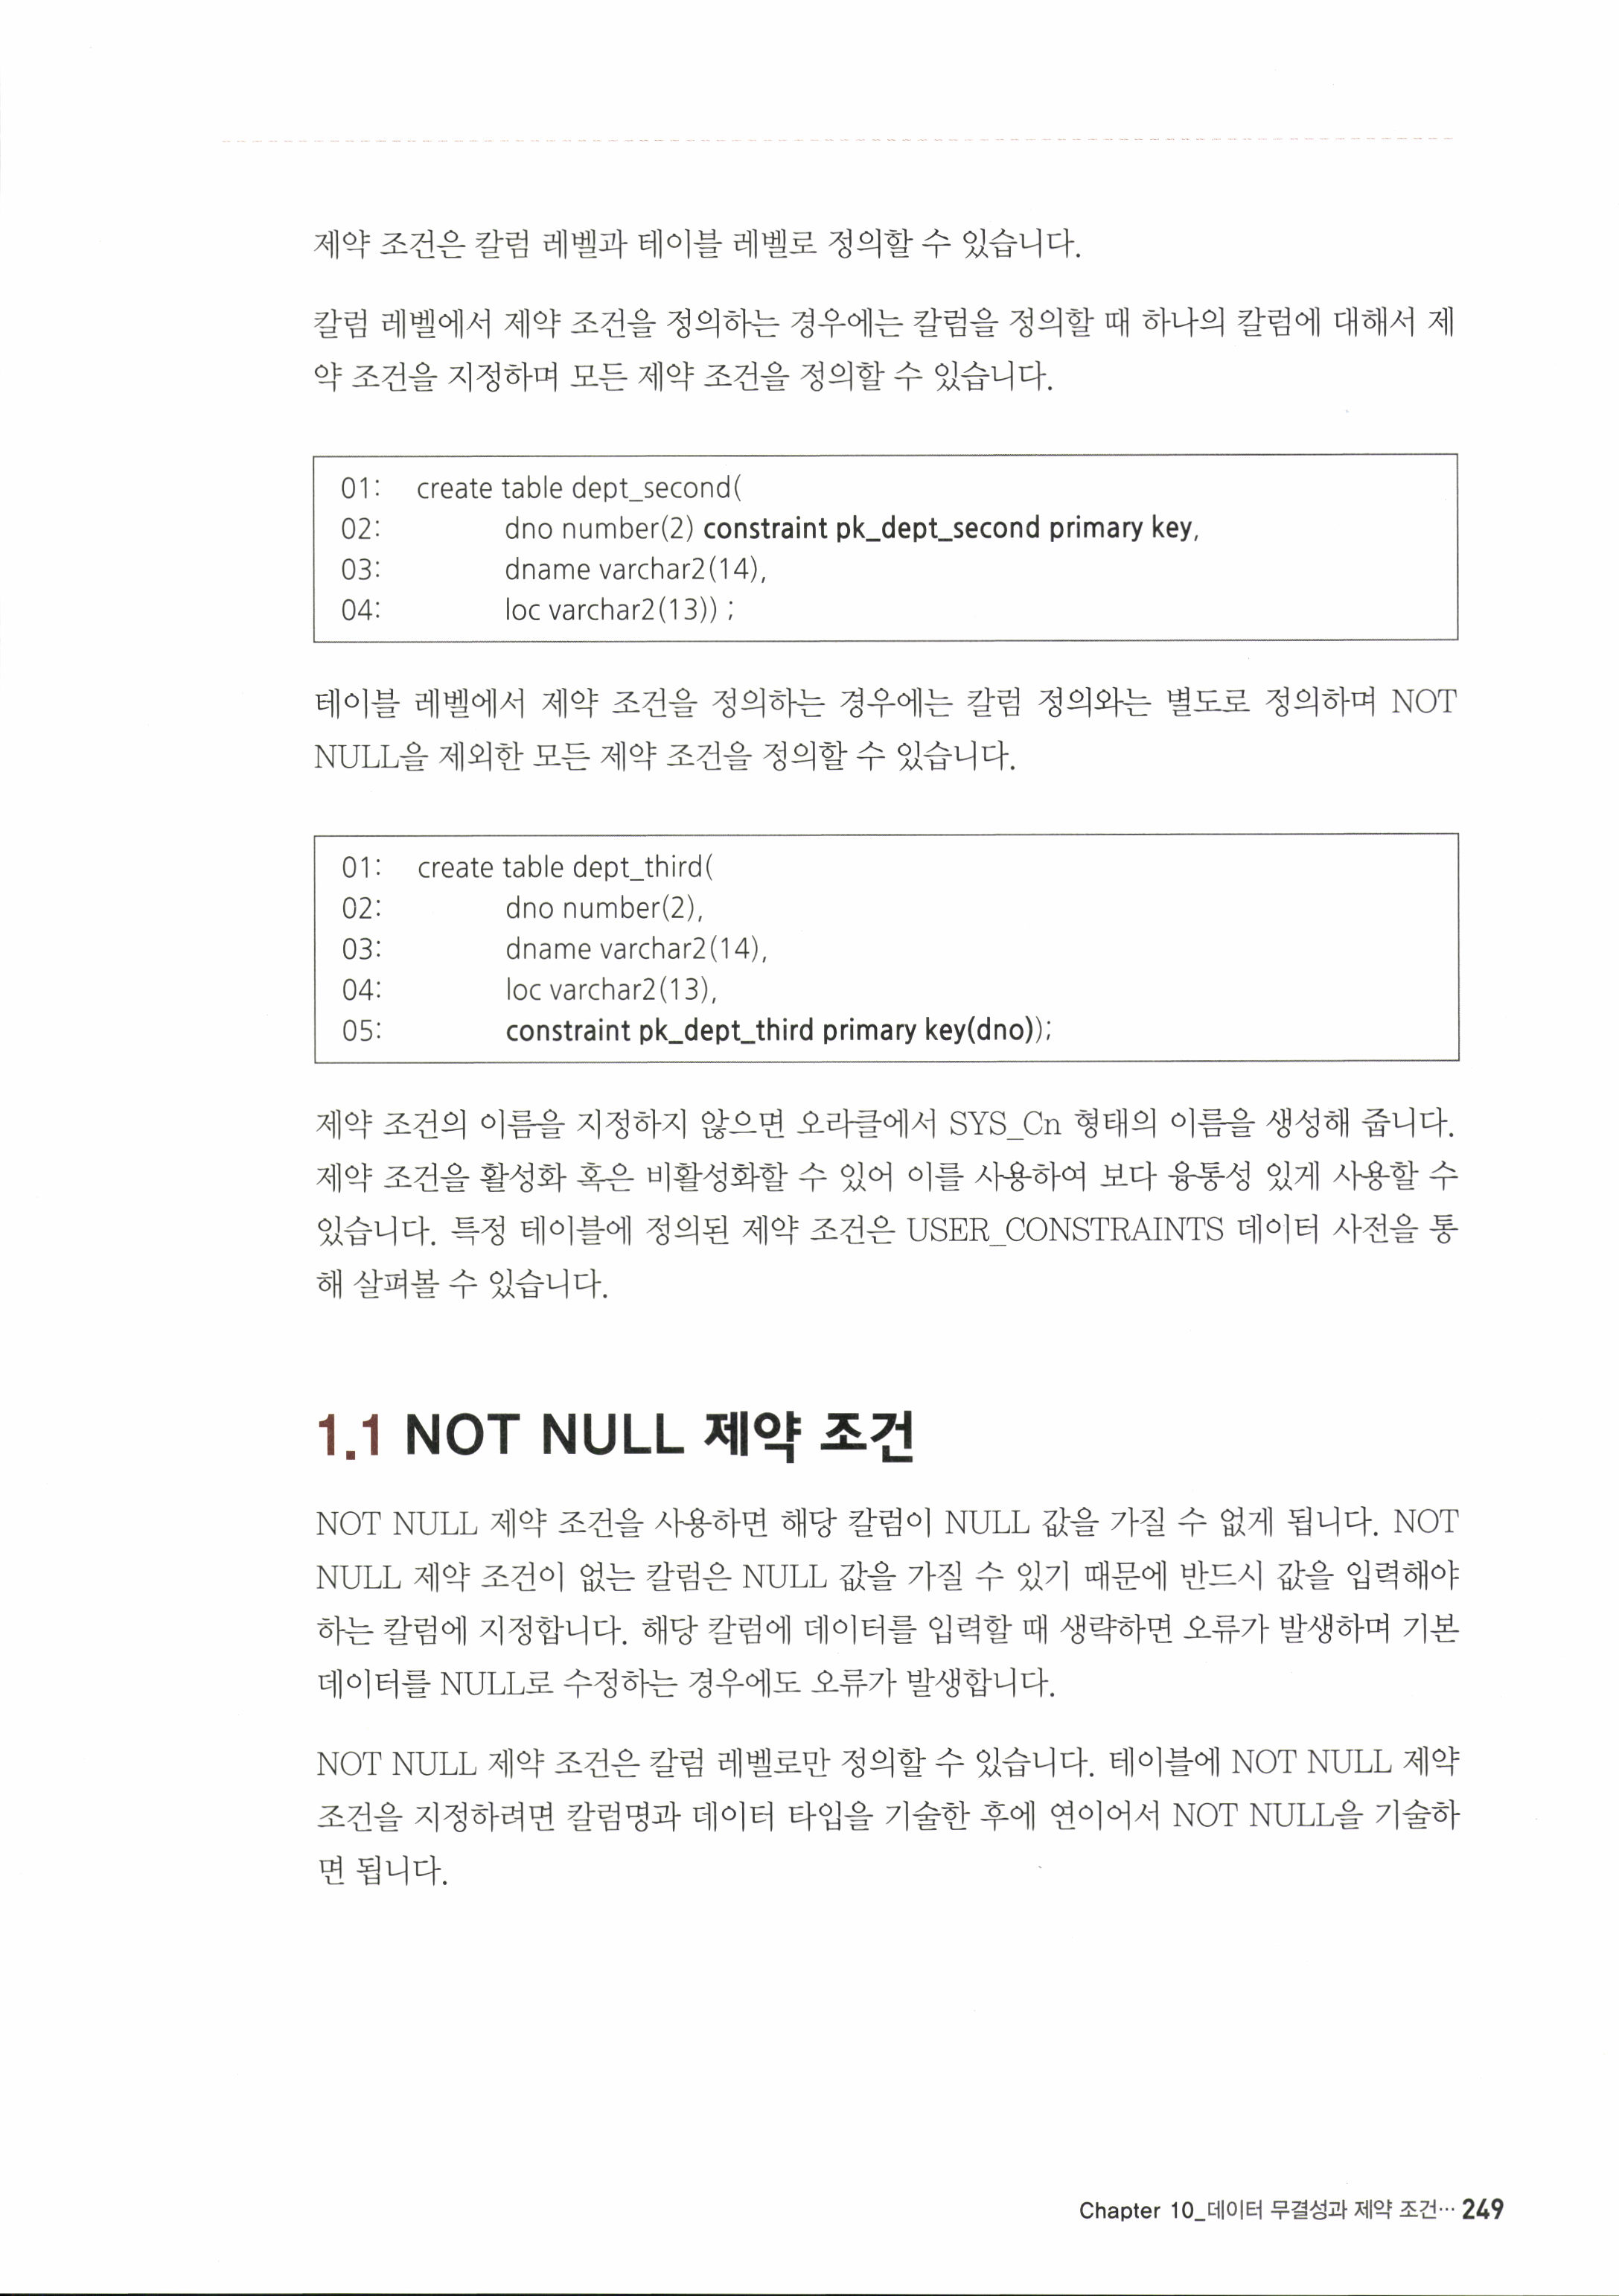 제약 조건은 칼럼 레벨과 테이블 레벨로 정의할 수 있습니다.
칼럼 레벨에서 제약 조건을 정의하는 경우에는 칼럼을 정의할 때 하나의 칼럼에 대해서 제
약 조건을 지정하며 모든 제약 조건을 정의할 수 있습니다.
01: create table dept_second(
02: dno number(2) constraint pk_dept_second primary key,
03: dname varchar2(14),
04: loc varchar2(13)) ;
테이블 레벨에서 제약 조건을 정의하는 경우에는 칼럼 정의와는 별도로 정의하며 NOT
NULL을 제외한 모든 제약 조건을 정의할 수 있습니다.
01: create table dept_third(
02: dno number(2),
03: dname varchar2(14),
04: loc varchar2(13),
05: constraint pk_dept_third primary key(dno));
제약 조건의 이름을 지정하지 않으면 오라클에서 SYS_Cn 형태의 이름을 생성해 줍니다.
제약 조건을 활성화 혹은 비활성화할 수 있어 이를 사용하여 보다 융통성 있게 사용할 수
있습니다. 특정 테이블에 정의된 제약 조건은 USER_CONSTRAINTS 데이터 사전을 통
해 살펴볼 수 있습니다.
1.1 NOT NULL 제약 조건
NOT NULL 제약 조건을 사용하면 해당 칼럼이 NULL 값을 가질 수 없게 됩니다. NOT
NULL 제약 조건이 없는 칼럼은 NULL 값을 가질 수 있기 때문에 반드시 값을 입력해야
하는 칼럼에 지정합니다. 해당 칼럼에 데이터를 입력할 때 생략하면 오류가 발생하며 기본
데이터를 NULL로 수정하는 경우에도 오류가 발생합니다.
NOT NULL 제약 조건은 칼럼 레벨로만 정의할 수 있습니다. 테이블에 NOT NULL 제약
조건을 지정하려면 칼럼명과 데이터 타입을 기술한 후에 연이어서 NOT NULL을 기술하
면 됩니다.
Chapter 10_데이터 무결성과 제약 조건… 249